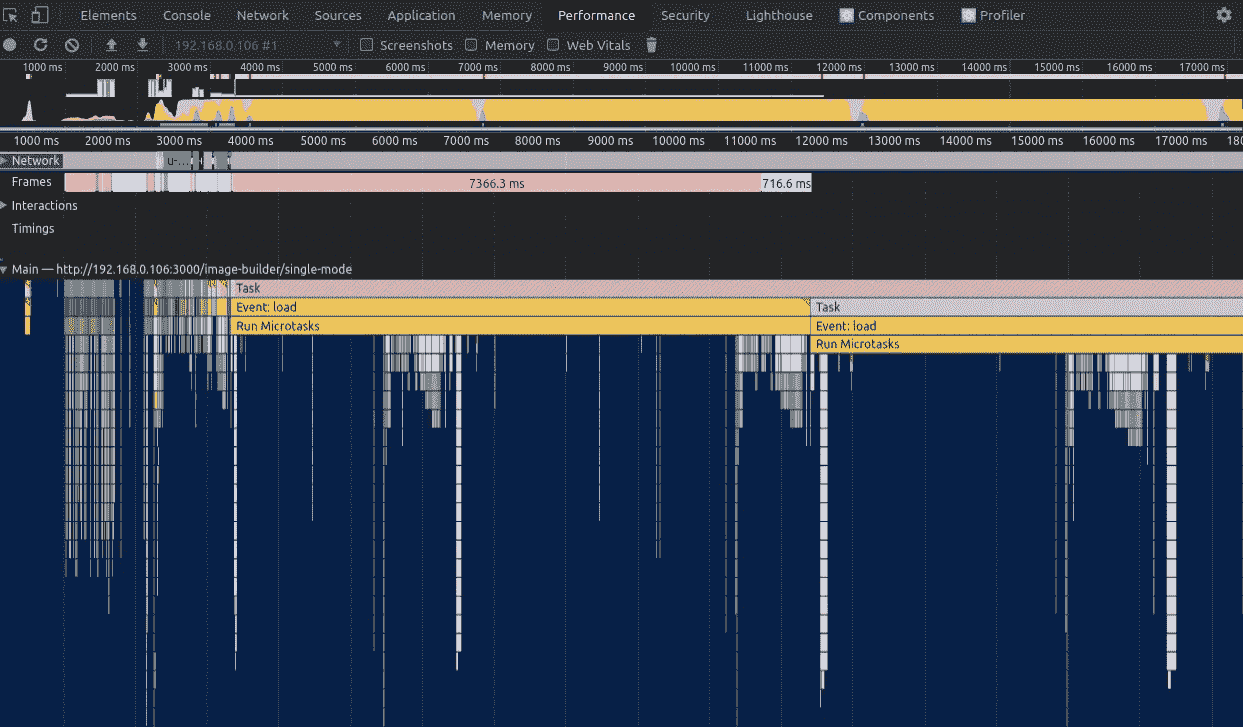 Elements Console Network Sources Application Memory Performance Security Lighthouse Components Profiler
192.168.0.106 #1 Screenshots Memory Web Vitals
1000 ms 2000 ms 3000 ms 4000 ms 5000 ms 6000 ms 7000 ms 8000 ms 9000 ms 10000 ms 11000 ms 12000 ms 13000 ms 14000 ms 15000 ms 16000 ms 17000 ms
1000 ms 2000 ms 3000 ms 4000 ms 5000 ms 6000 ms 7000 ms 8000 ms 9000 ms 10000 ms 11000 ms 12000 ms 13000 ms 14000 ms 15000 ms 16000 ms 17000 ms 180
Network u-...
Frames 7366.3 ms 716.6 ms
Interactions
Timings
Main — http://192.168.0.106:3000/image-builder/single-mode
Task
Event: load Task
Run Microtasks Event: load
Run Microtasks